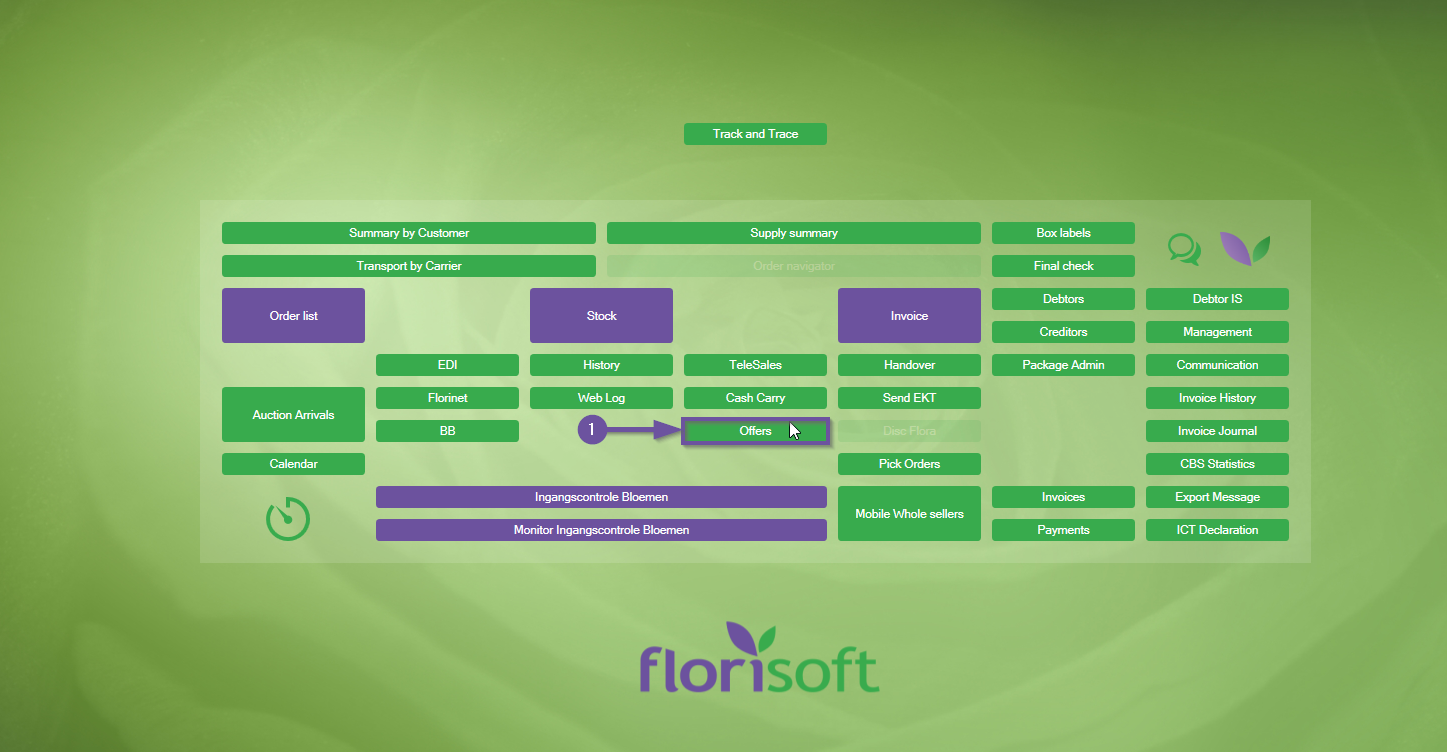 Track and Trace
Summary by Customer
Supply summary
Box labels
Transport by Carrier
Order navigator
Final check
Order list
Stock
Invoice
Debtors
Debtor IS
Creditors
Management
EDI
History
TeleSales
Handover
Package Admin
Communication
Auction Arrivals
Florinet
Web Log
Cash Carry
Send EKT
Invoice History
BB
1
Offers
Disc Flora
Invoice Journal
Calendar
Pick Orders
CBS Statistics
Ingangscontrole Bloemen
Mobile Whole sellers
Invoices
Export Message
Monitor Ingangscontrole Bloemen
Payments
ICT Declaration
florisoft